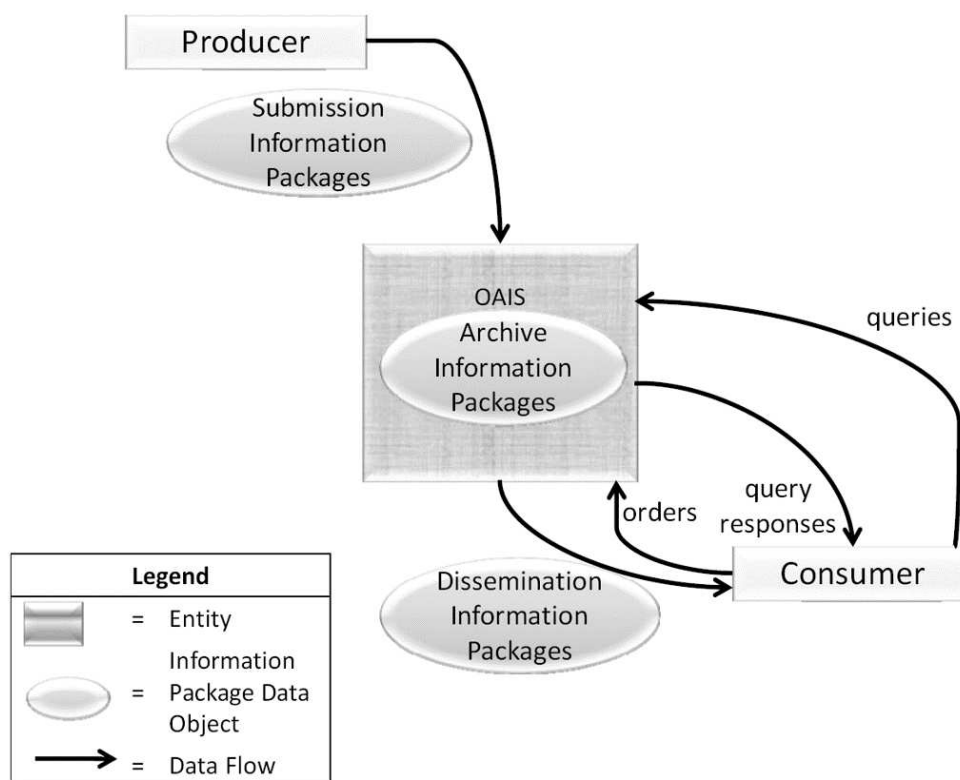 Producer
Submission
Information
Packages
OAIS
Archive
Information
Packages
queries
query
responses
orders
Consumer
Dissemination
Information
Packages
Legend
= Entity
Information
= Package Data
Object
= Data Flow